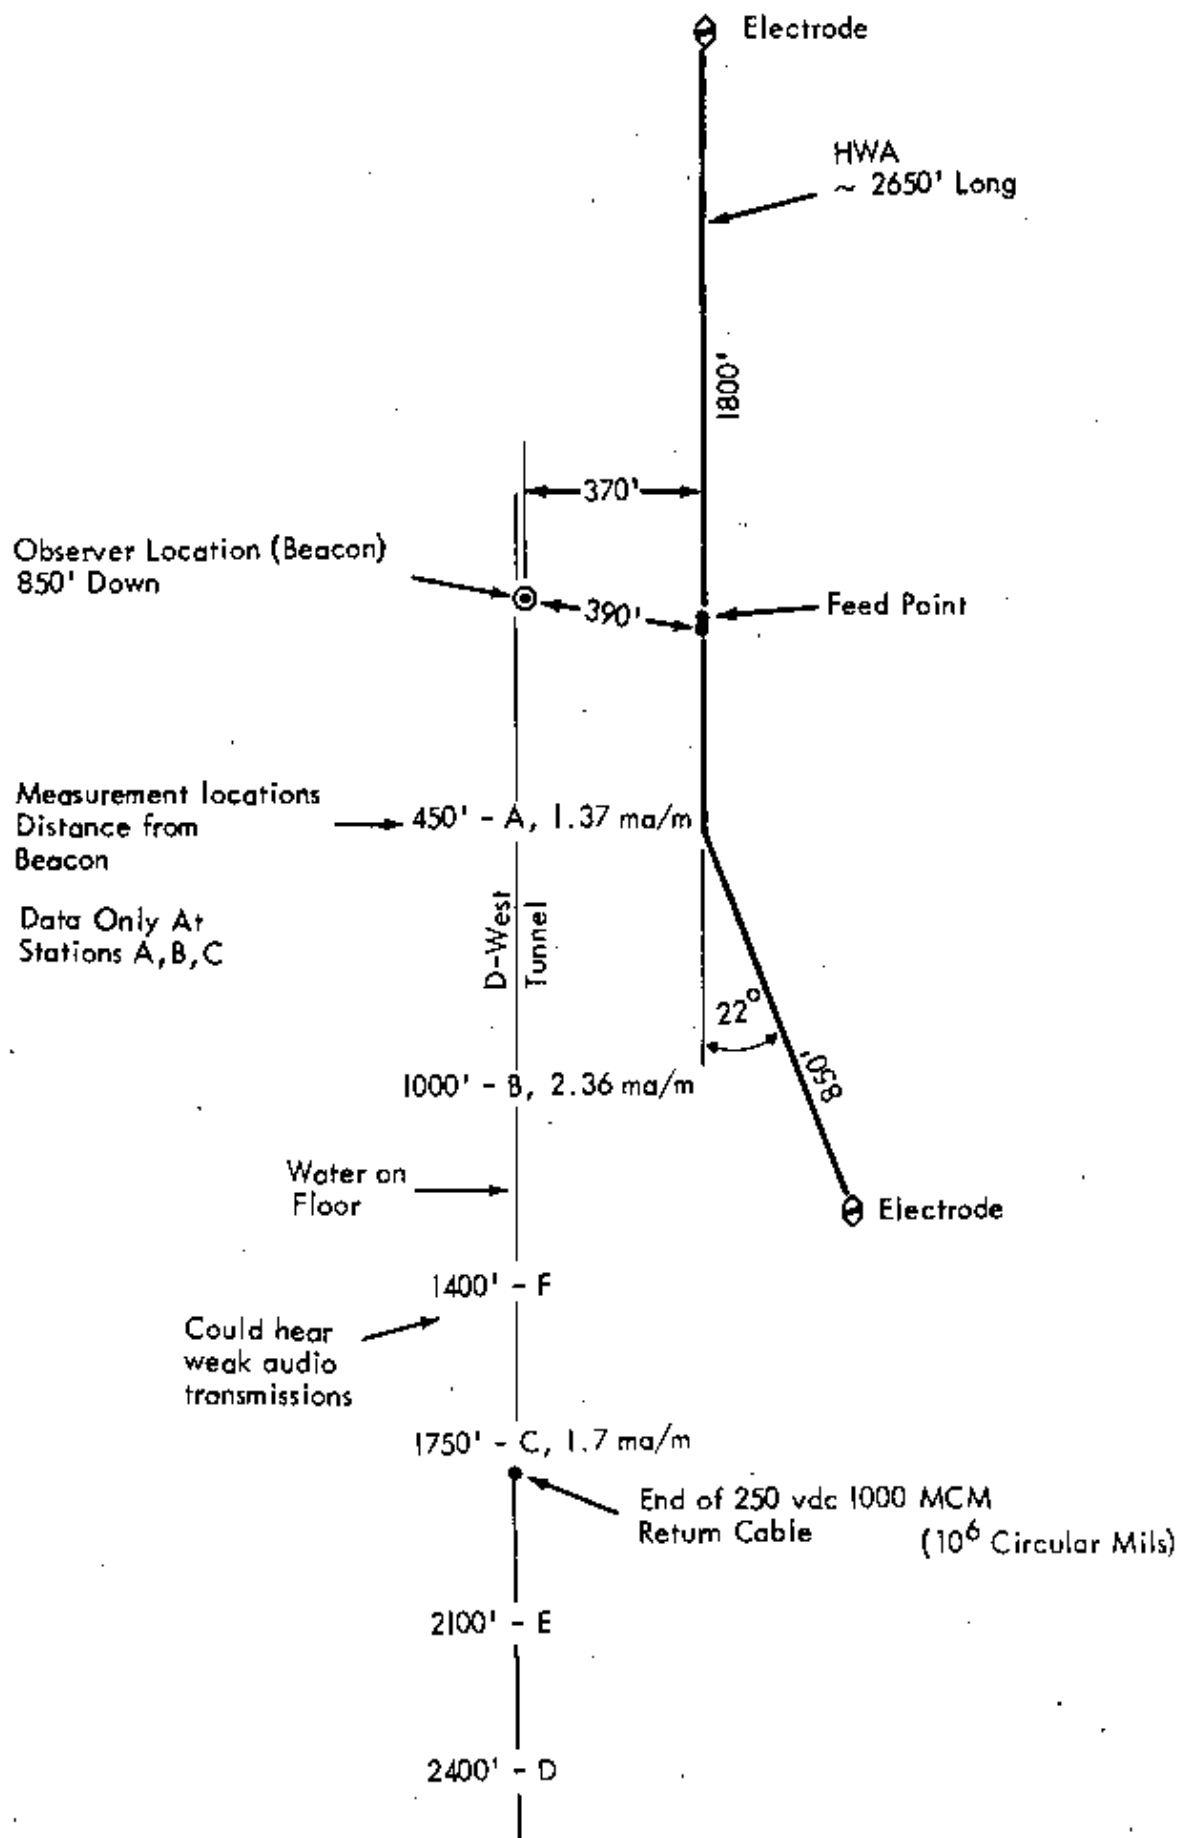 Electrode
HWA
~ 2650' Long
1800'
370'
Observer Location (Beacon)
850' Down
390'
Feed Point
Measurement locations
Distance from
Beacon
450' - A, 1.37 ma/m
Data Only At
Stations A,B,C
D-West
Tunnel
22°
850'
1000' - B, 2.36 ma/m
Water on
Floor
Electrode
1400' - F
Could hear
weak audio
transmissions
1750' - C, 1.7 ma/m
End of 250 vdc 1000 MCM
Return Cable
(10⁶ Circular Mils)
2100' - E
2400' - D